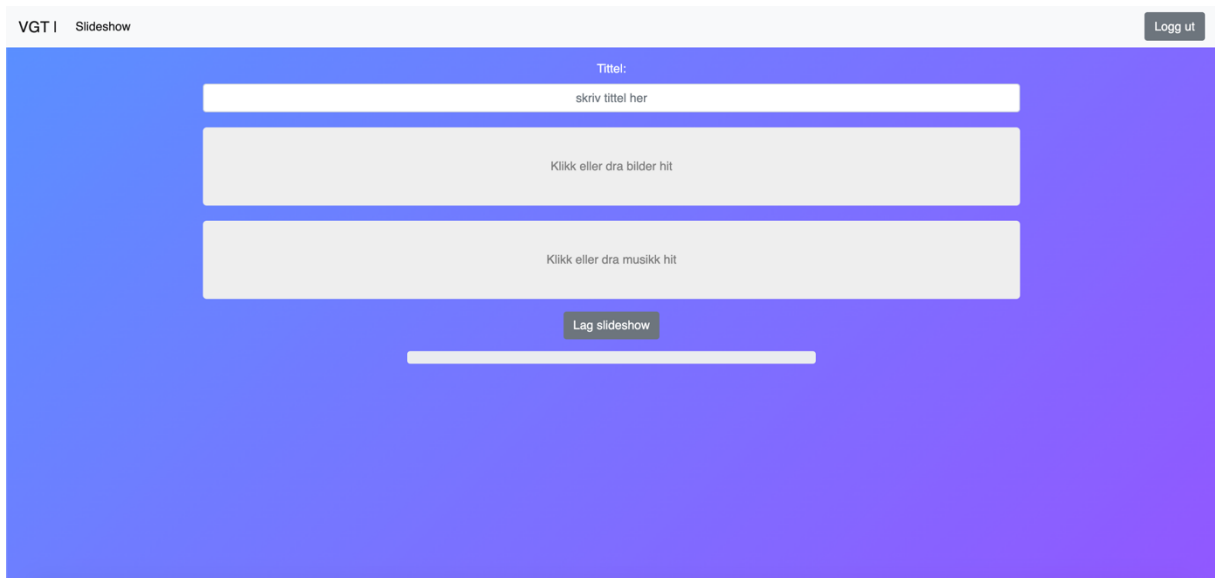 VGT | Slideshow Logg ut
Tittel:
skriv tittel her
Klikk eller dra bilder hit
Klikk eller dra musikk hit
Lag slideshow